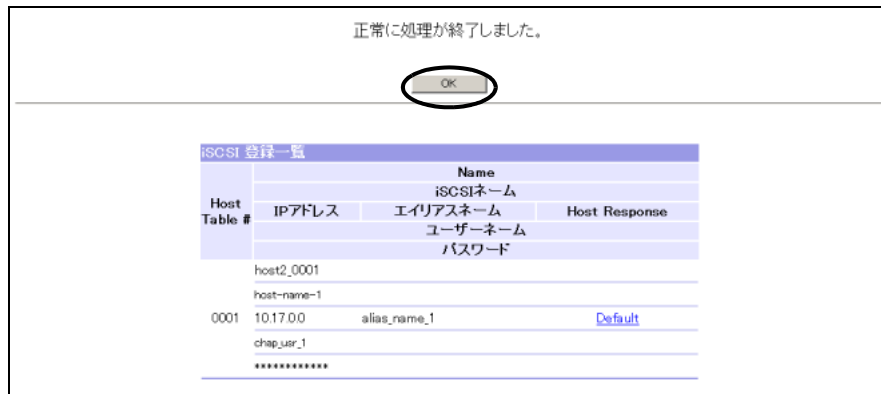 正常に処理が終了しました。
OK
iSCSI 登録一覧
Host Table #
Name
iSCSIネーム
IPアドレス エイリアスネーム Host Response
ユーザーネーム
パスワード
host2_0001
host-name-1
0001 10.17.0.0 alias_name_1 Default
chap_usr_1
************